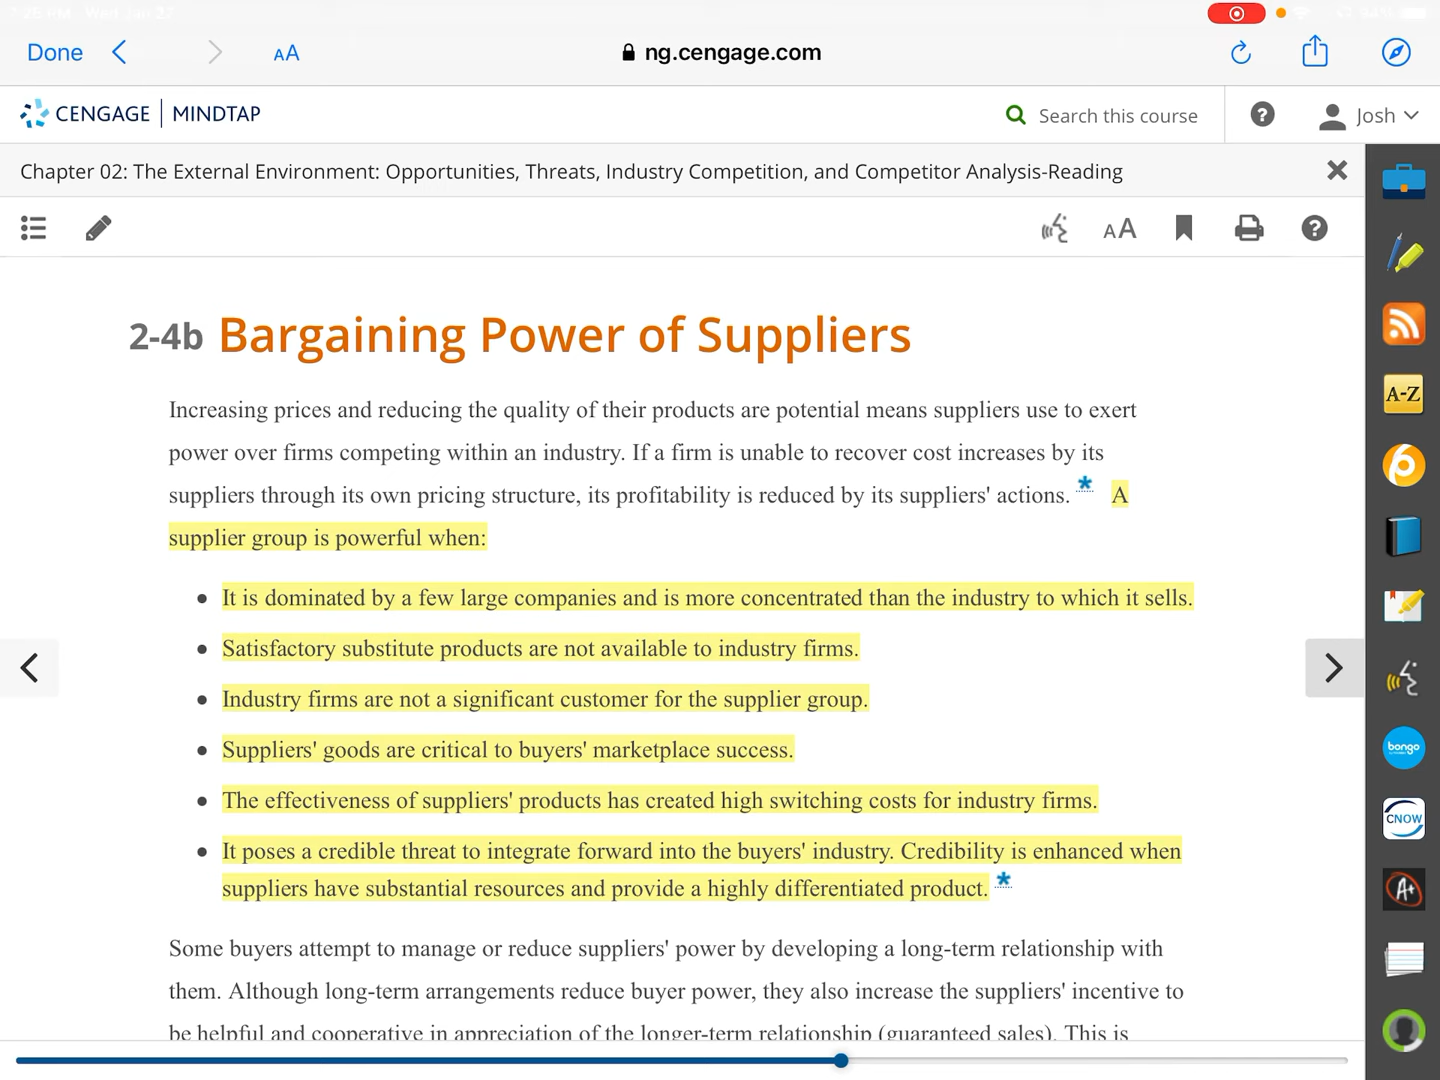 7:25 PM Wed Jan 27
94%
Done
AA
ng.cengage.com
CENGAGE | MINDTAP
Search this course
?
Josh
Chapter 02: The External Environment: Opportunities, Threats, Industry Competition, and Competitor Analysis-Reading
AA
?
2-4b Bargaining Power of Suppliers
Increasing prices and reducing the quality of their products are potential means suppliers use to exert
power over firms competing within an industry. If a firm is unable to recover cost increases by its
suppliers through its own pricing structure, its profitability is reduced by its suppliers' actions. * A
supplier group is powerful when:
• It is dominated by a few large companies and is more concentrated than the industry to which it sells.
• Satisfactory substitute products are not available to industry firms.
• Industry firms are not a significant customer for the supplier group.
• Suppliers' goods are critical to buyers' marketplace success.
• The effectiveness of suppliers' products has created high switching costs for industry firms.
• It poses a credible threat to integrate forward into the buyers' industry. Credibility is enhanced when
suppliers have substantial resources and provide a highly differentiated product. *
Some buyers attempt to manage or reduce suppliers' power by developing a long-term relationship with
them. Although long-term arrangements reduce buyer power, they also increase the suppliers' incentive to
be helpful and cooperative in appreciation of the longer-term relationship (guaranteed sales). This is
A-Z
bongo
CNOW
A+